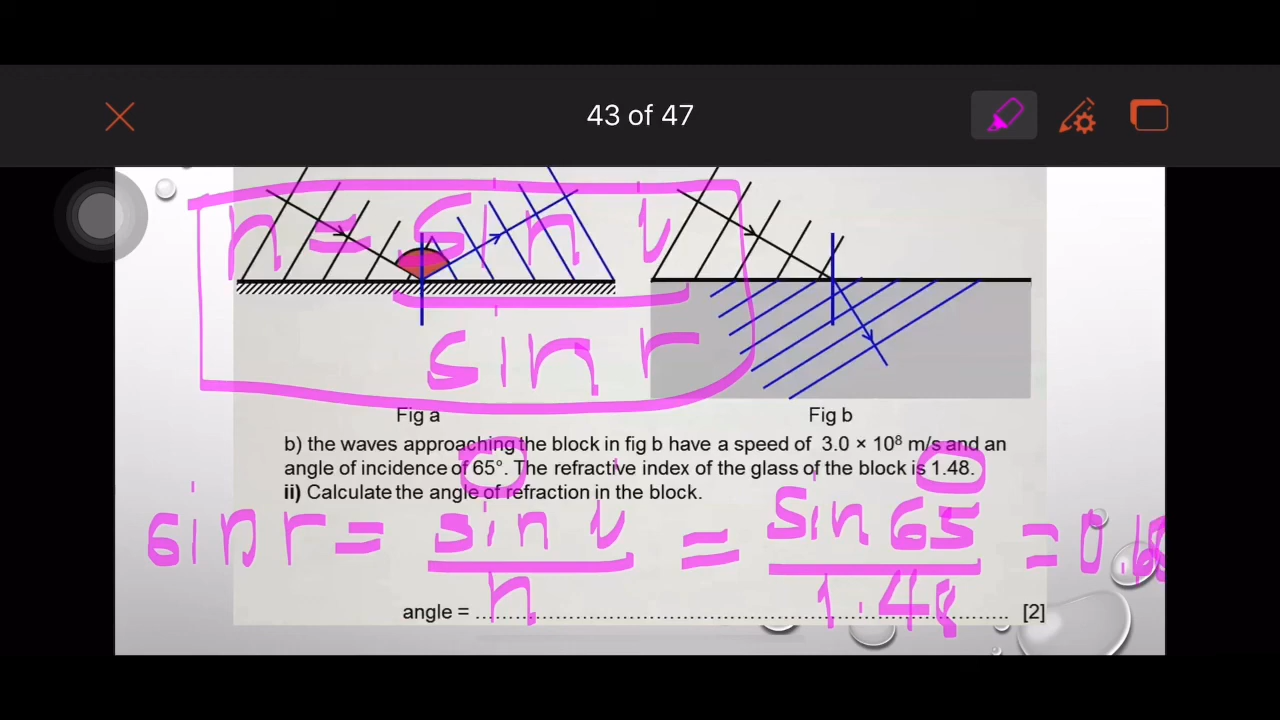 43 of 47
n = sin i
sin r
Fig a
Fig b
b) the waves approaching the block in fig b have a speed of 3.0 × 10⁸ m/s and an
angle of incidence of 65°. The refractive index of the glass of the block is 1.48.
ii) Calculate the angle of refraction in the block.
sin r = sin i = sin 65 = 0.
n 1.48
angle = ........................................................................ [2]